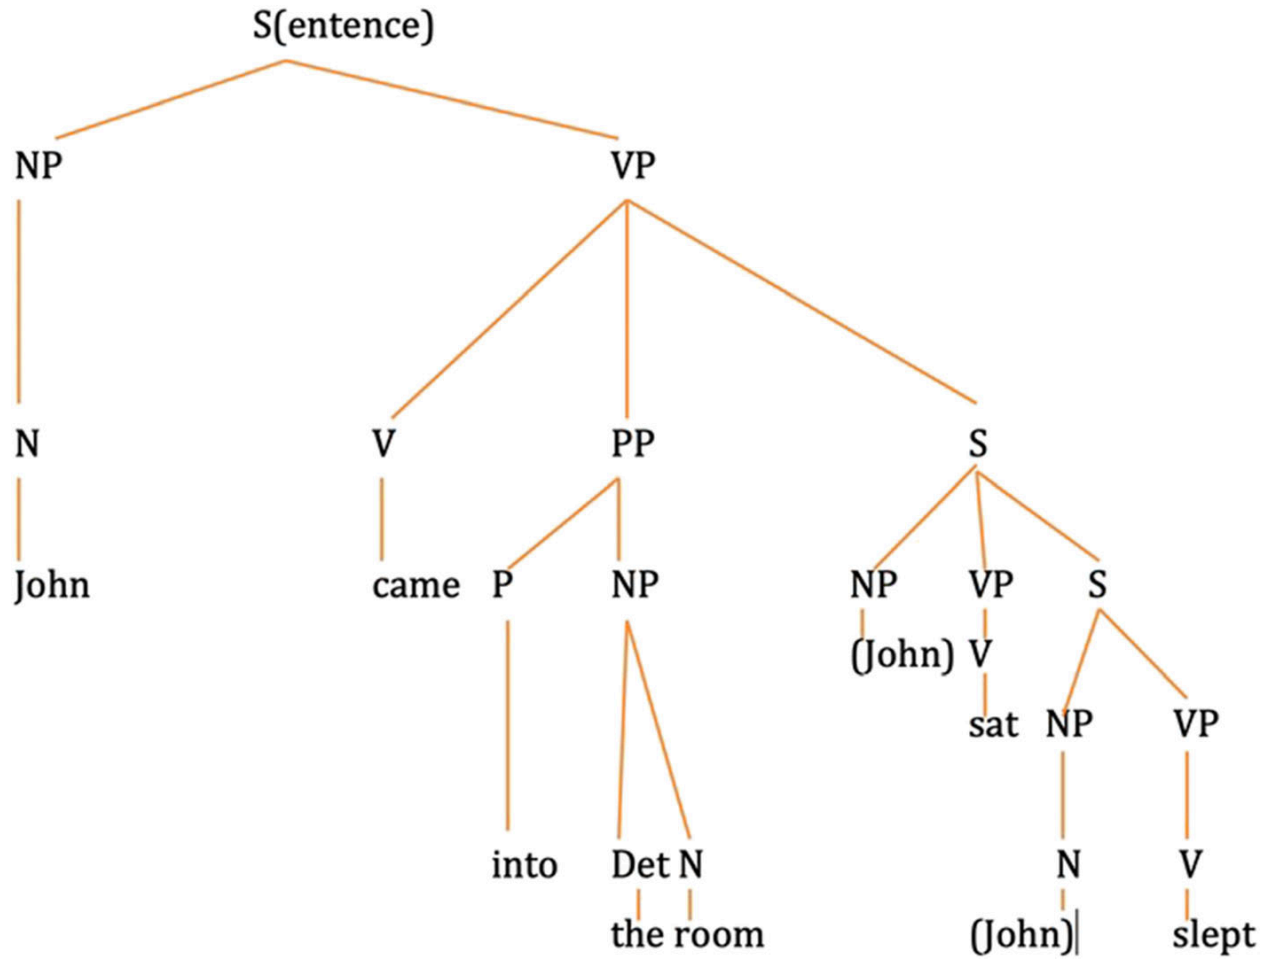 S(entence)
NP VP
N V PP S
John came P NP NP VP S
(John) V
sat NP VP
into Det N N V
the room (John) slept